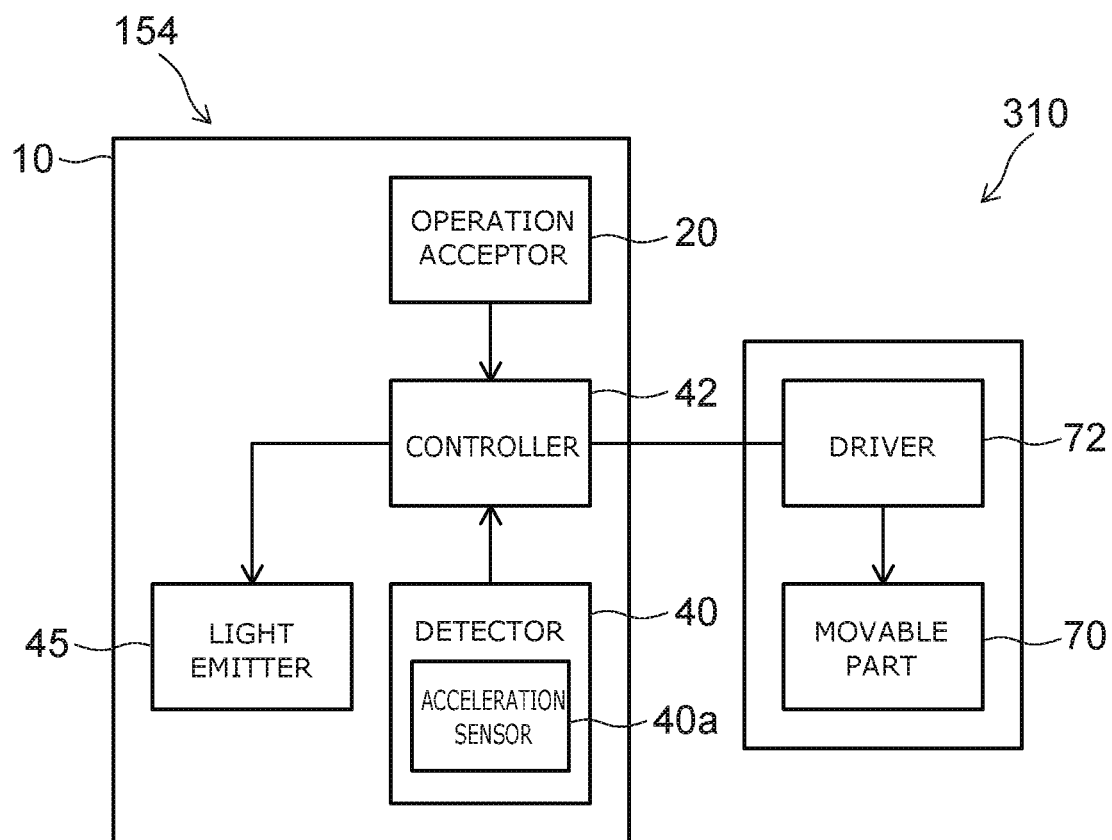 154
310
10
OPERATION
ACCEPTOR
20
42
CONTROLLER
DRIVER
72
45
LIGHT
EMITTER
DETECTOR
40
ACCELERATION
SENSOR
40a
MOVABLE
PART
70